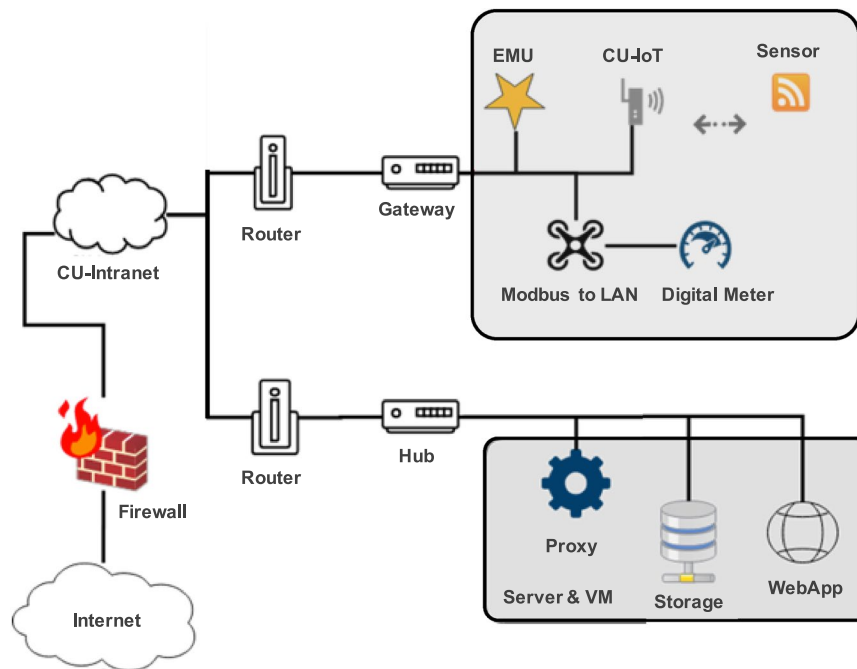 EMU
CU-IoT
Sensor
Router
Gateway
CU-Intranet
Modbus to LAN
Digital Meter
Router
Hub
Firewall
Proxy
Server & VM
Storage
WebApp
Internet